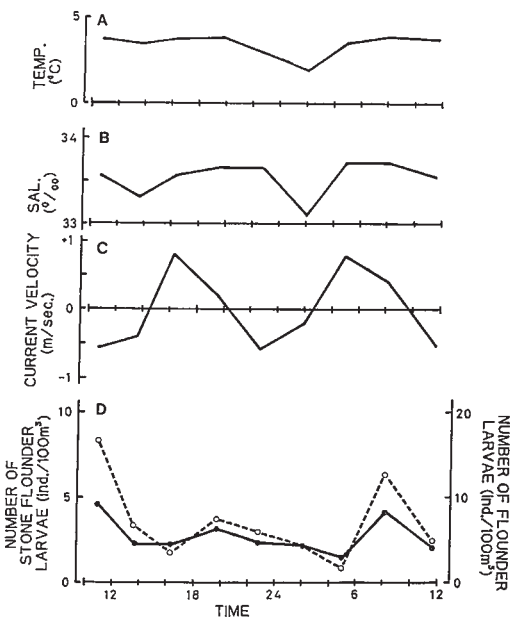 A
5
0
TEMP.
(°C)
B
34
33
SAL.
(°/oo)
C
+1
0
-1
CURRENT VELOCITY
(m/sec.)
D
10
5
0
NUMBER OF
STONE FLOUNDER
LARVAE (Ind./100m³)
20
10
0
NUMBER OF FLOUNDER
LARVAE (Ind./100m³)
12 18 24 6 12
TIME